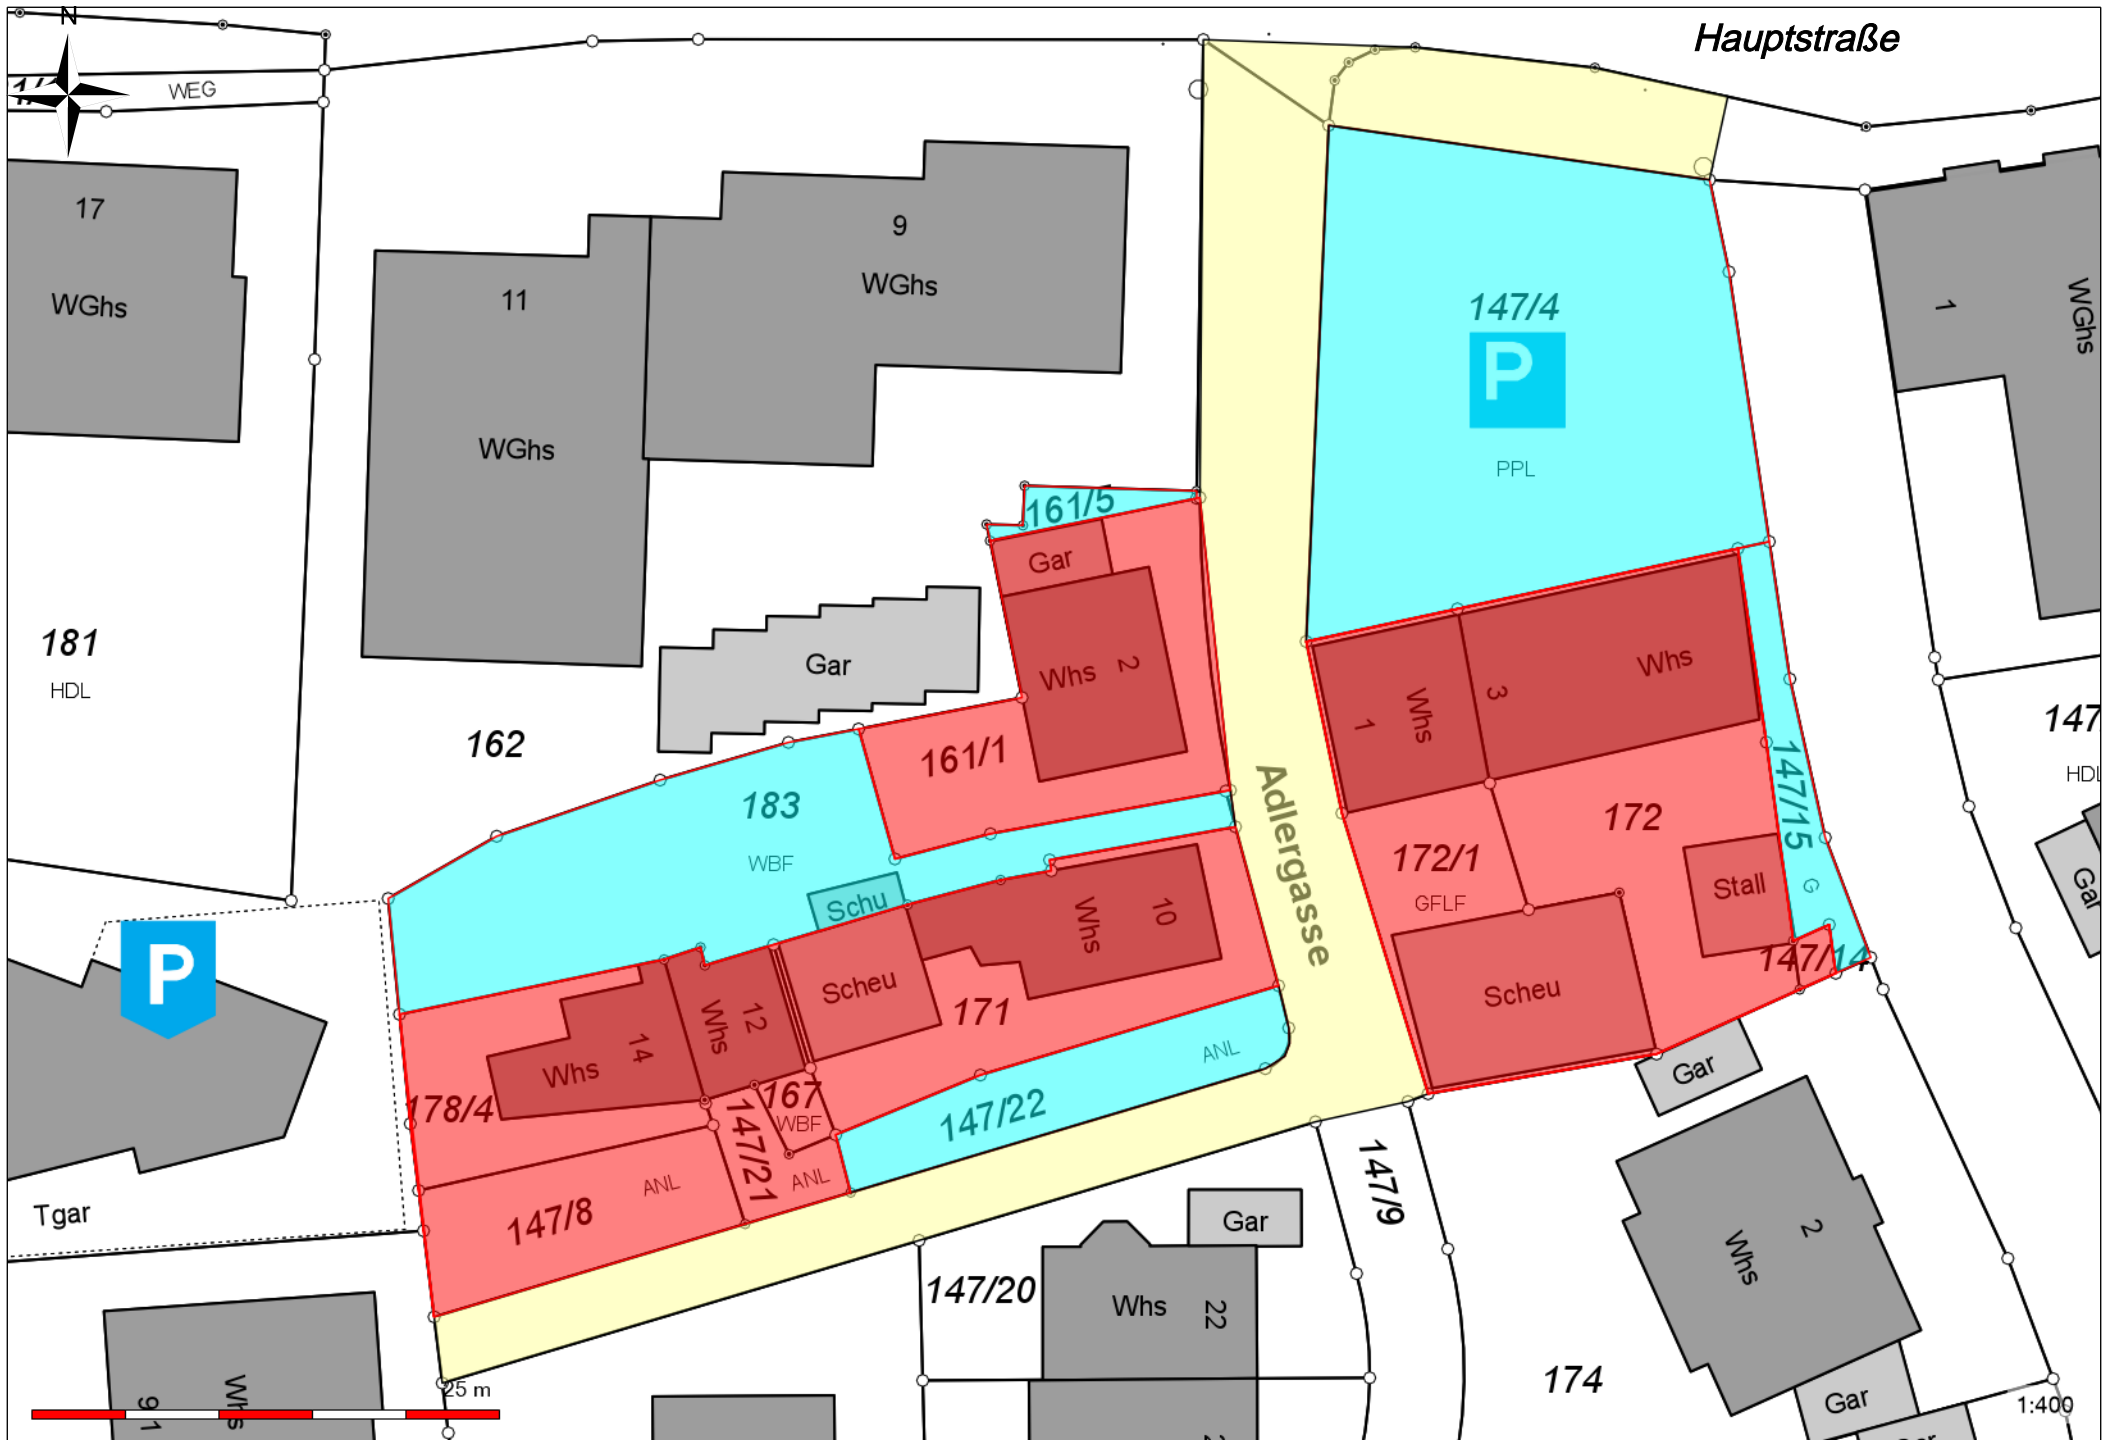 N
Hauptstraße
WEG
17
WGhs
11
WGhs
9
WGhs
1
WGhs
147/4
P
PPL
161/5
Gar
Whs
2
181
HDL
162
Gar
161/1
183
WBF
Schu
Adlergasse
1
Whs
3
Whs
172
172/1
GFLF
Stall
147/15
G
147/14
Scheu
147
HDL
Gar
P
Tgar
Whs
10
Scheu
171
Whs
12
Whs
14
178/4
167
WBF
147/21
ANL
147/8
ANL
147/22
ANL
147/9
Gar
147/20
Whs
22
Gar
Whs
2
174
Gar
Whs
25 m
1:400